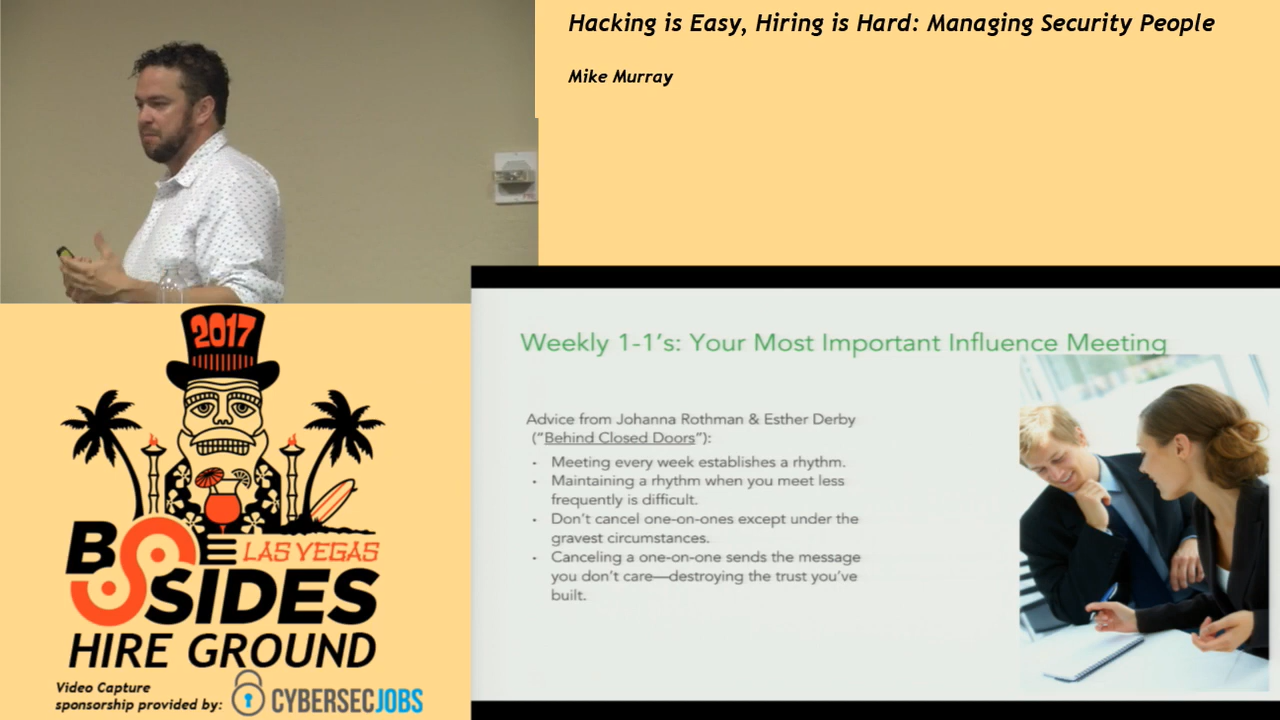 Hacking is Easy, Hiring is Hard: Managing Security People
Mike Murray
Weekly 1-1's: Your Most Important Influence Meeting
Advice from Johanna Rothman & Esther Derby
("Behind Closed Doors"):
• Meeting every week establishes a rhythm.
• Maintaining a rhythm when you meet less
frequently is difficult.
• Don't cancel one-on-ones except under the
gravest circumstances.
• Canceling a one-on-one sends the message
you don't care—destroying the trust you've
built.
2017
BSIDES
LAS VEGAS
HIRE GROUND
Video Capture
sponsorship provided by:
CYBERSECJOBS